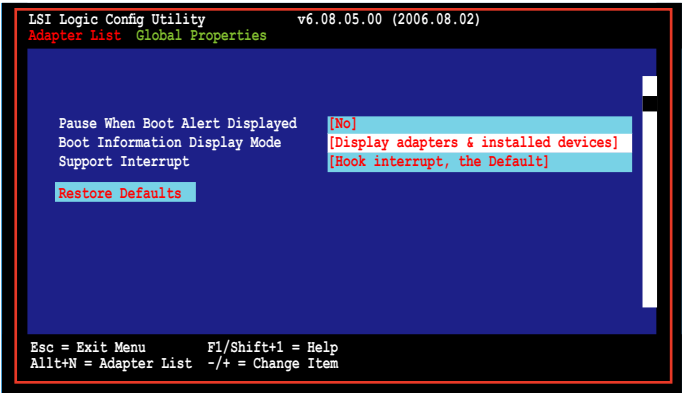 LSI Logic Config Utility v6.08.05.00 (2006.08.02)
Adapter List Global Properties
Pause When Boot Alert Displayed [No]
Boot Information Display Mode [Display adapters & installed devices]
Support Interrupt [Hook interrupt, the Default]
Restore Defaults
Esc = Exit Menu F1/Shift+1 = Help
Allt+N = Adapter List -/+ = Change Item